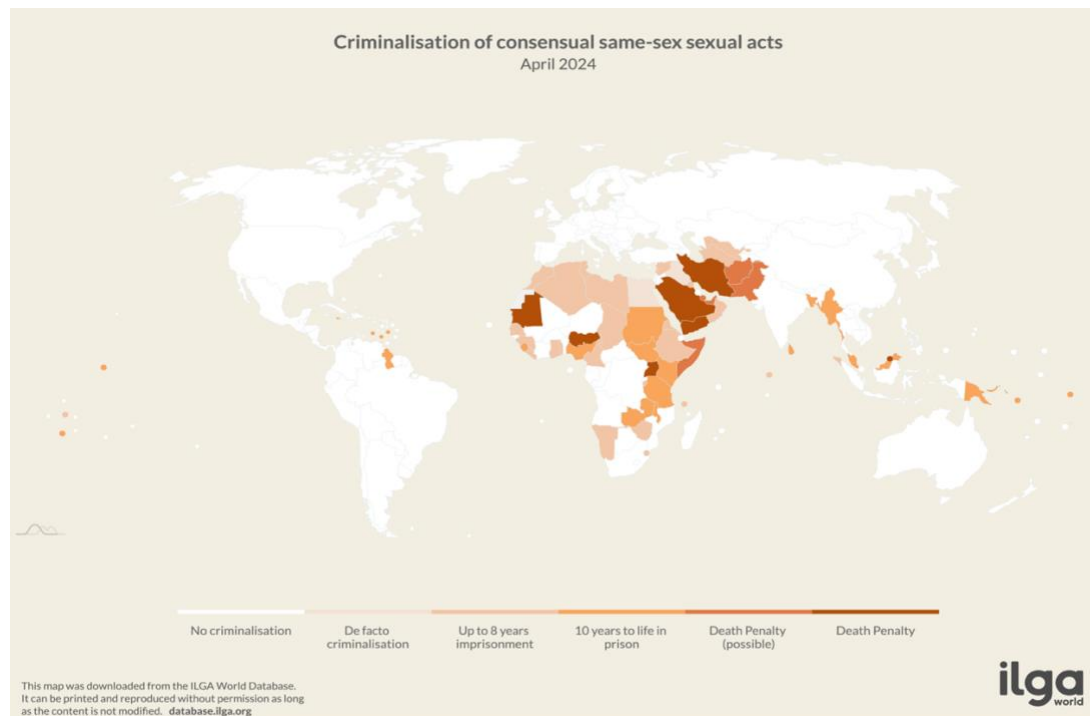 Criminalisation of consensual same-sex sexual acts
April 2024
No criminalisation
De facto
criminalisation
Up to 8 years
imprisonment
10 years to life in
prison
Death Penalty
(possible)
Death Penalty
This map was downloaded from the ILGA World Database.
It can be printed and reproduced without permission as long
as the content is not modified. database.ilga.org
ilga
world